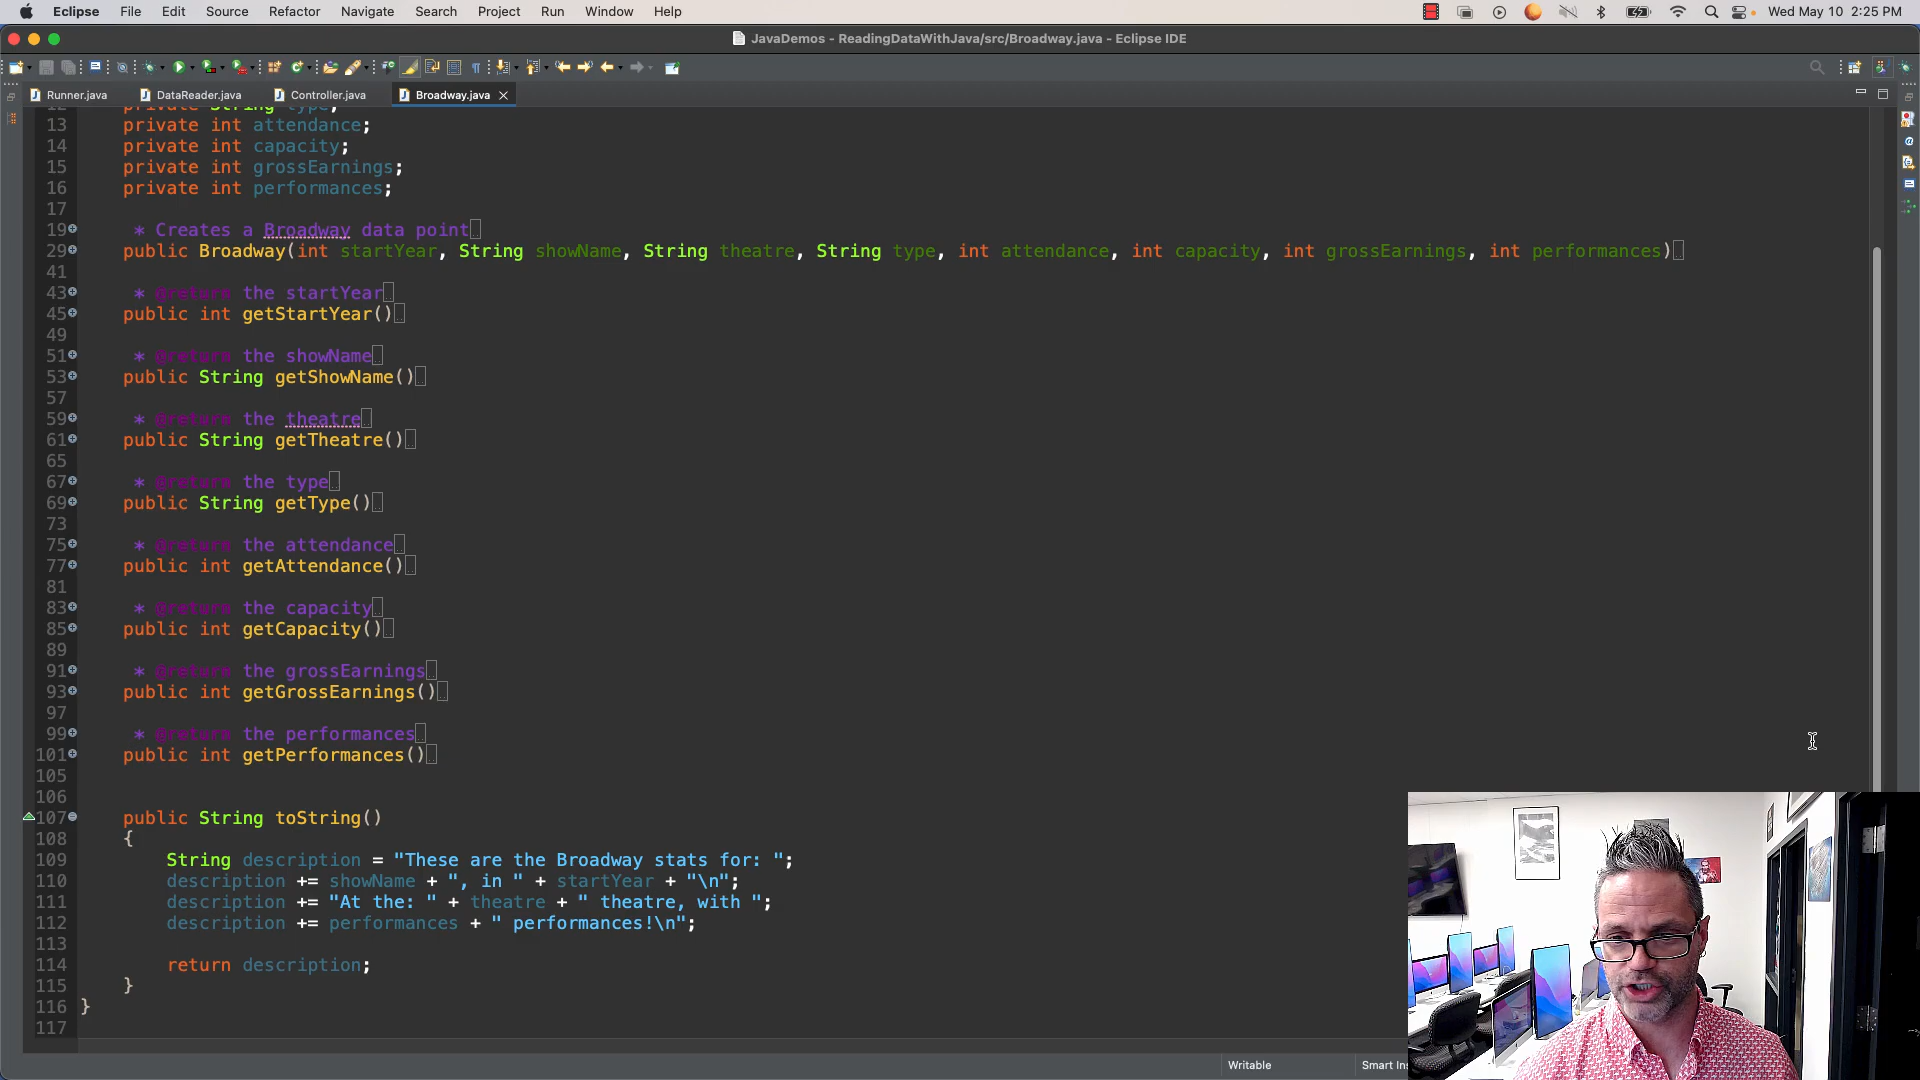 Eclipse File Edit Source Refactor Navigate Search Project Run Window Help Wed May 10 2:25 PM
JavaDemos - ReadingDataWithJava/src/Broadway.java - Eclipse IDE
Runner.java DataReader.java Controller.java Broadway.java
12 private String type;
13 private int attendance;
14 private int capacity;
15 private int grossEarnings;
16 private int performances;
17
19 * Creates a Broadway data point
29 public Broadway(int startYear, String showName, String theatre, String type, int attendance, int capacity, int grossEarnings, int performances)
41
43 * @return the startYear
45 public int getStartYear()
49
51 * @return the showName
53 public String getShowName()
57
59 * @return the theatre
61 public String getTheatre()
65
67 * @return the type
69 public String getType()
73
75 * @return the attendance
77 public int getAttendance()
81
83 * @return the capacity
85 public int getCapacity()
89
91 * @return the grossEarnings
93 public int getGrossEarnings()
97
99 * @return the performances
101 public int getPerformances()
105
106
107 public String toString()
108 {
109 String description = "These are the Broadway stats for: ";
110 description += showName + ", in " + startYear + "\n";
111 description += "At the: " + theatre + " theatre, with ";
112 description += performances + " performances!\n";
113
114 return description;
115 }
116 }
117
Writable Smart Ins